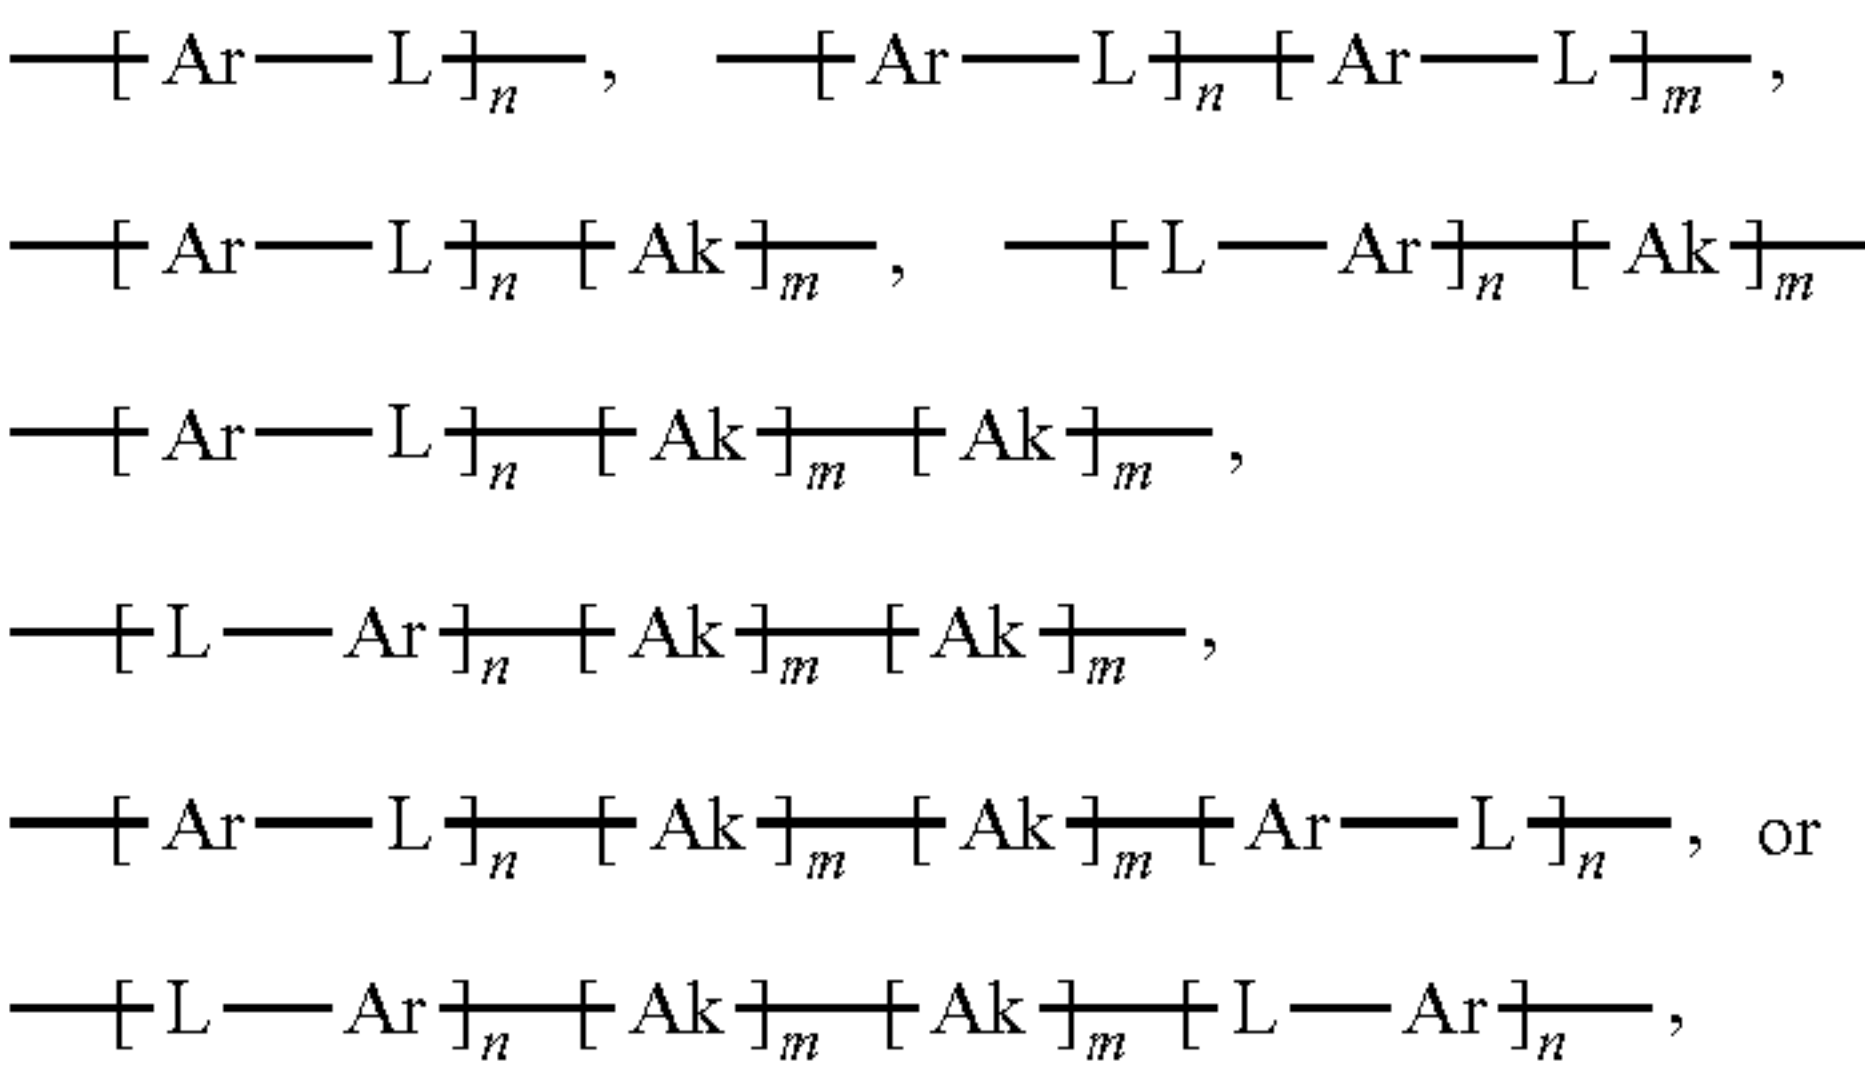 —[Ar—L]n—, —[Ar—L]n—[Ar—L]m—,
—[Ar—L]n—[Ak]m—, —[L—Ar]n—[Ak]m—
—[Ar—L]n—[Ak]m—[Ak]m—,
—[L—Ar]n—[Ak]m—[Ak]m—,
—[Ar—L]n—[Ak]m—[Ak]m—[Ar—L]n—, or
—[L—Ar]n—[Ak]m—[Ak]m—[L—Ar]n—,